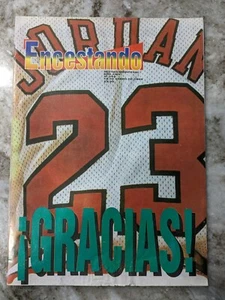 JORDAN
Encestando
23
¡GRACIAS!